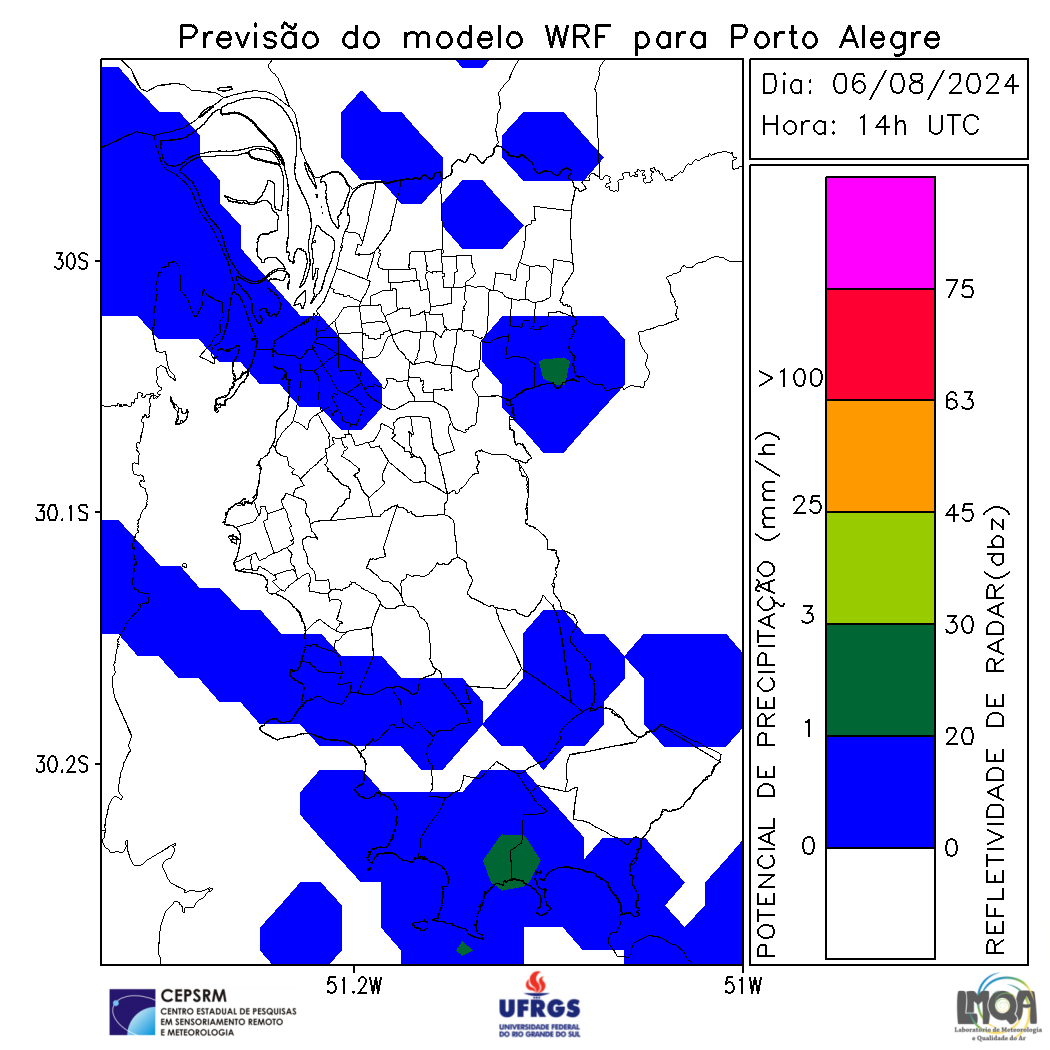 Previsão do modelo WRF para Porto Alegre
Dia: 06/08/2024
Hora: 14h UTC
30S
30.1S
30.2S
51.2W
51W
POTENCIAL DE PRECIPITAÇÃO (mm/h)
>100
25
3
1
0
75
63
45
30
20
0
REFLETIVIDADE DE RADAR(dbz)
CEPSRM
CENTRO ESTADUAL DE PESQUISAS
EM SENSORIAMENTO REMOTO
E METEOROLOGIA
UFRGS
UNIVERSIDADE FEDERAL
DO RIO GRANDE DO SUL
LMQA
Laboratório de Meteorologia
e Qualidade do Ar